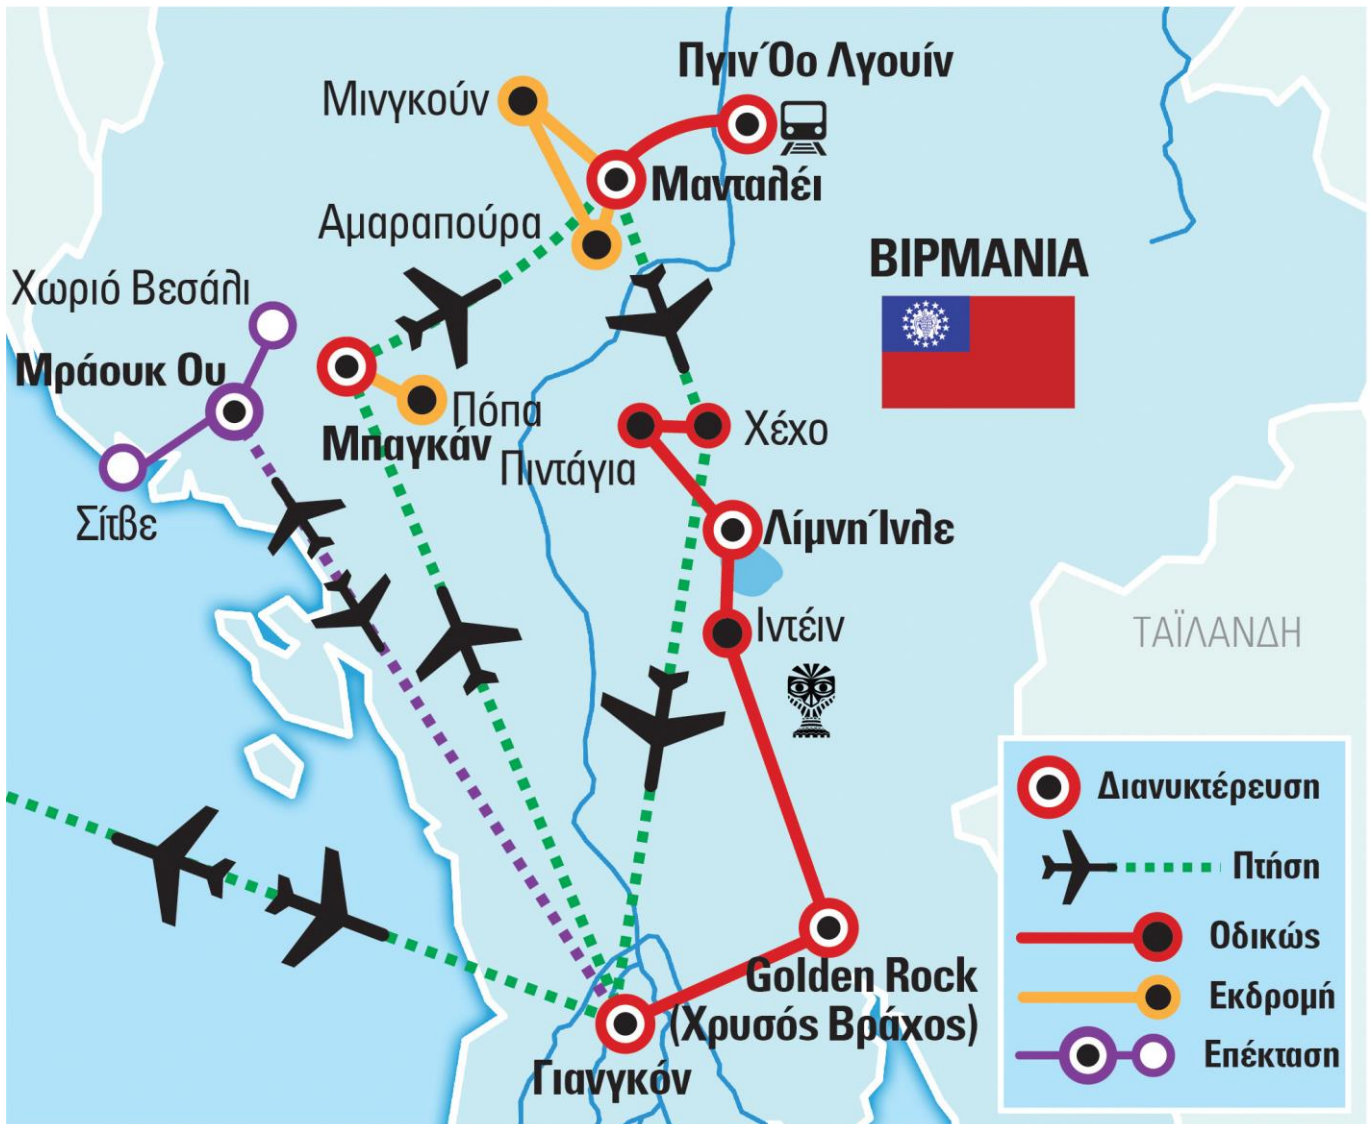 Πγιν Όο Λγουίν
Μινγκούν
Μανταλέι
Αμαραπούρα
ΒΙΡΜΑΝΙΑ
Χωριό Βεσάλι
Μράουκ Ου
Πόπα
Μπαγκάν
Χέχο
Πιντάγια
Σίτβε
Λίμνη Ίνλε
Ιντέιν
ΤΑΪΛΑΝΔΗ
Διανυκτέρευση
Πτήση
Οδικώς
Εκδρομή
Επέκταση
Golden Rock
(Χρυσός Βράχος)
Γιανγκόν